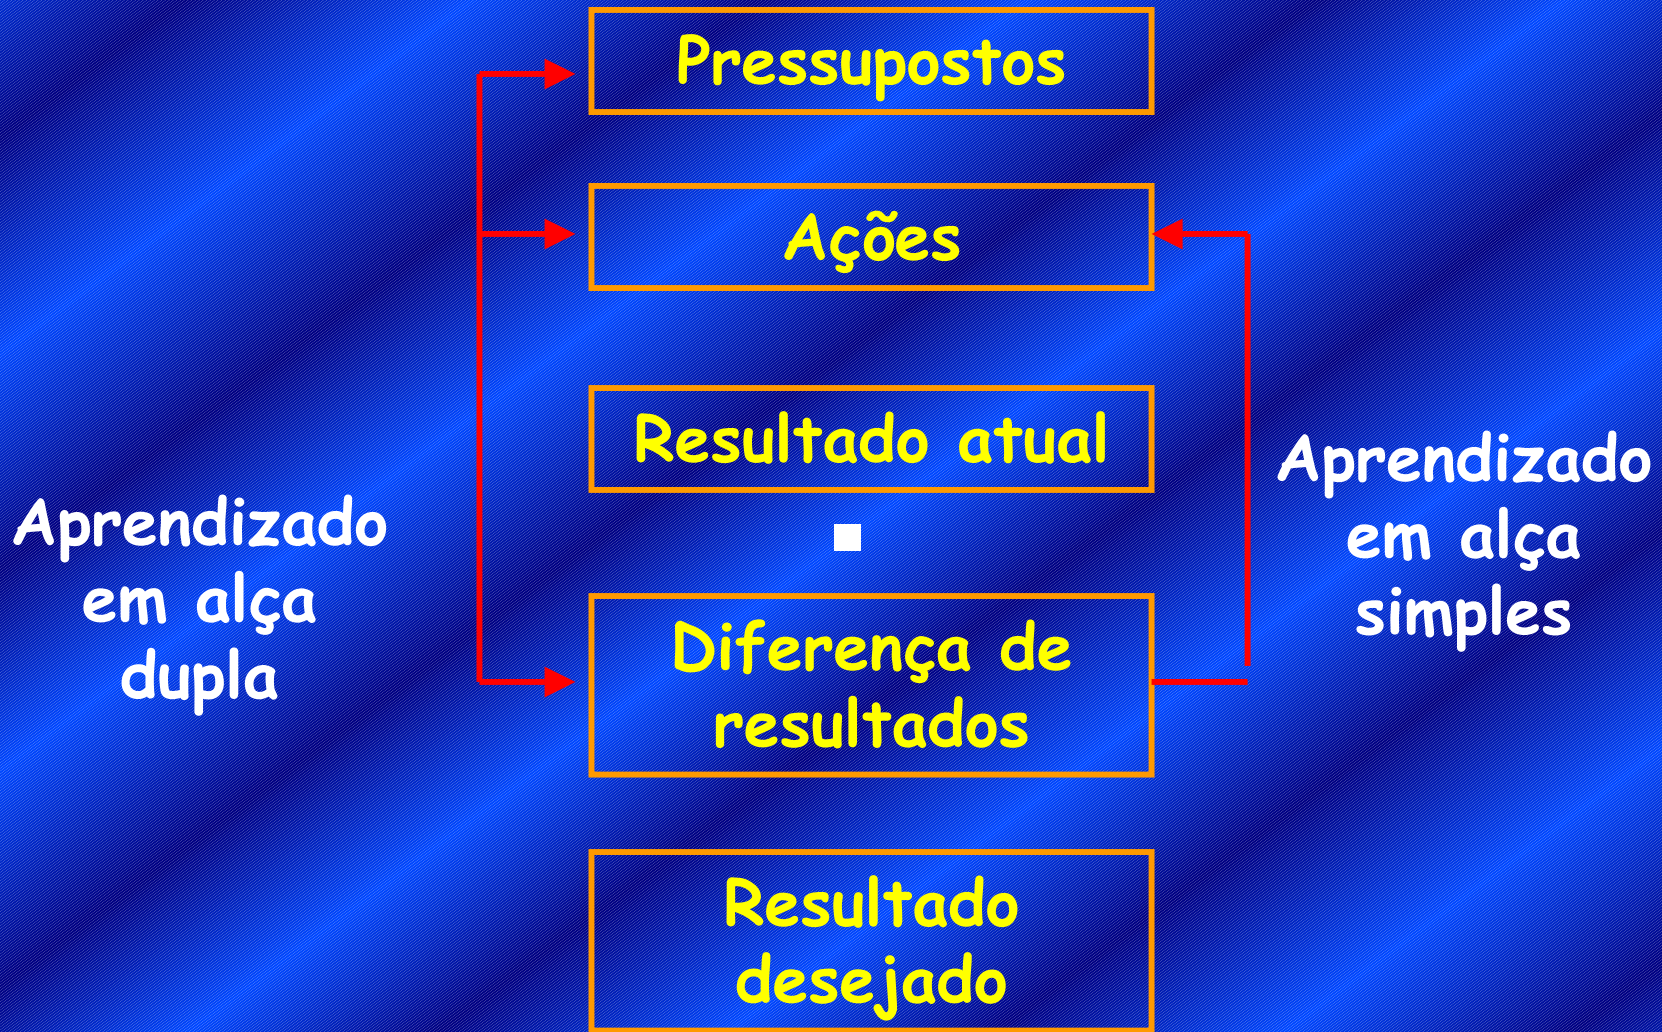 Pressupostos
Ações
Resultado atual
Aprendizado
em alça
dupla
Aprendizado
em alça
simples
Diferença de
resultados
Resultado
desejado